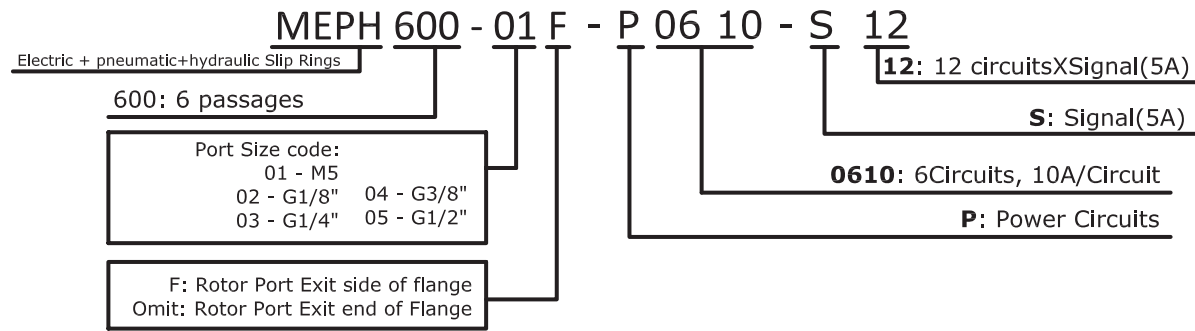 MEPH 600 - 01 F - P 06 10 - S 12
Electric + pneumatic+hydraulic Slip Rings
12: 12 circuitsXSignal(5A)
600: 6 passages
S: Signal(5A)
Port Size code:
01 - M5
02 - G1/8" 04 - G3/8"
03 - G1/4" 05 - G1/2"
0610: 6Circuits, 10A/Circuit
P: Power Circuits
F: Rotor Port Exit side of flange
Omit: Rotor Port Exit end of Flange